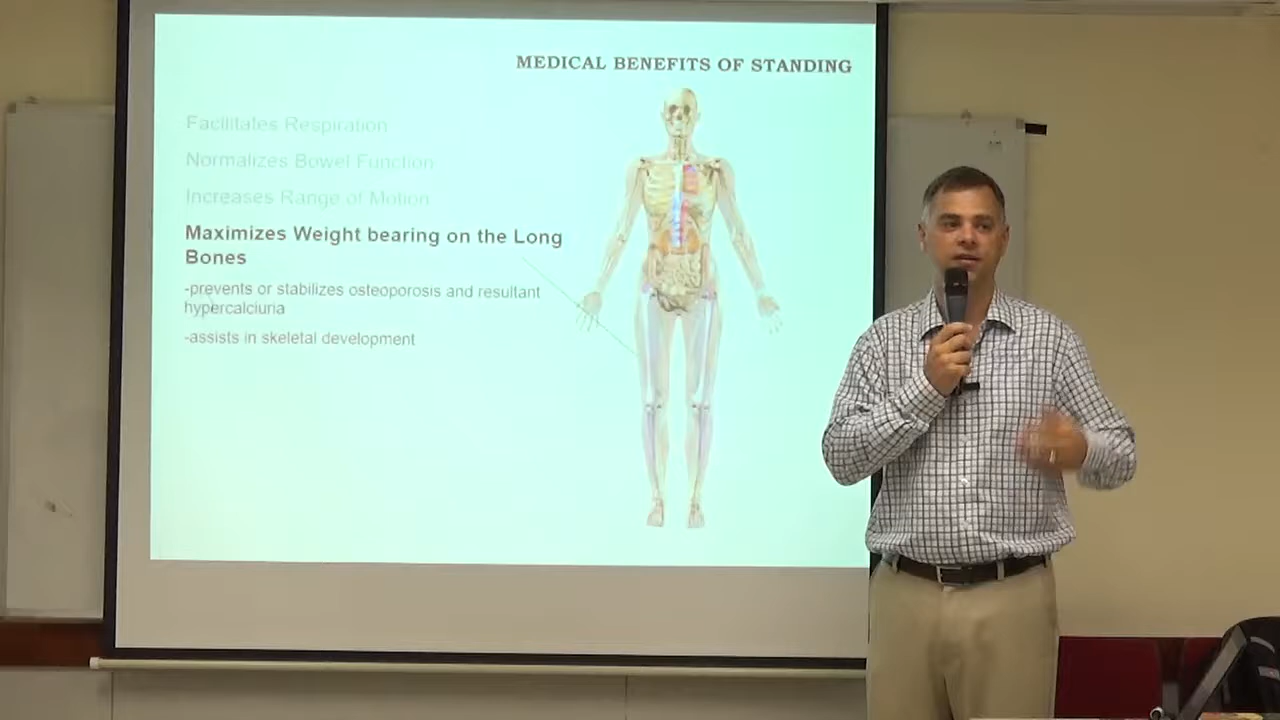 MEDICAL BENEFITS OF STANDING
Facilitates Respiration
Normalizes Bowel Function
Increases Range of Motion
Maximizes Weight bearing on the Long
Bones
-prevents or stabilizes osteoporosis and resultant
hypercalciuria
-assists in skeletal development